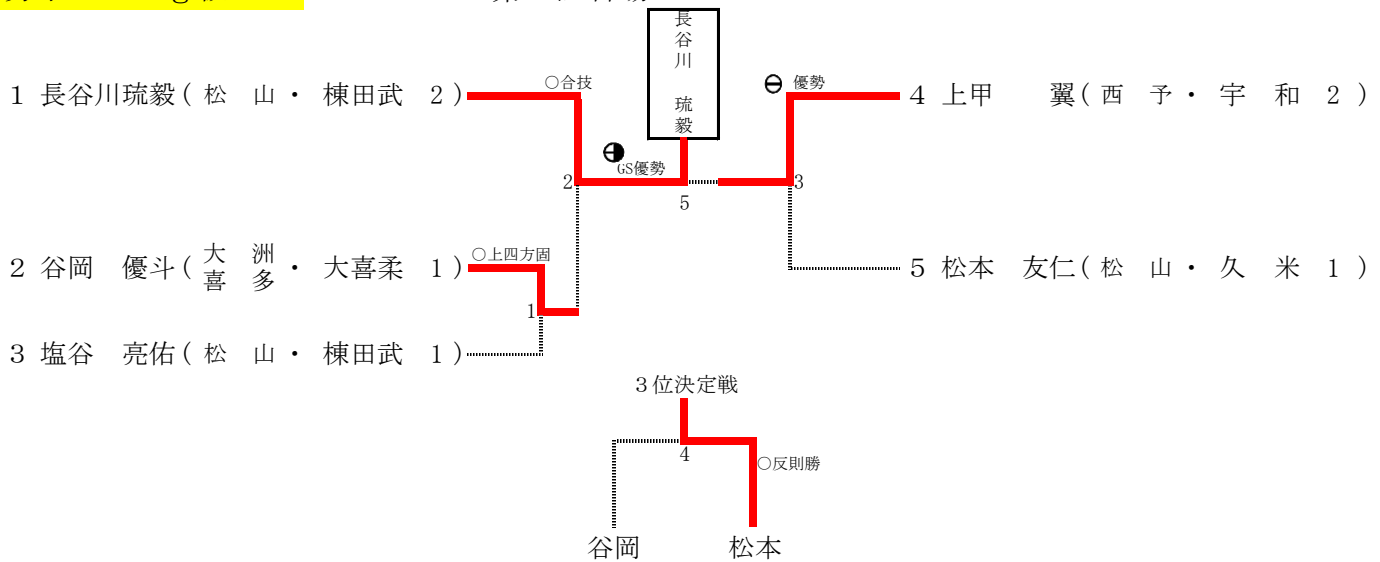 長谷川 琉毅
1 長谷川琉毅(松 山・棟田武 2)
○合技
優勢
4 上甲 翼(西 予・宇 和 2)
GS優勢
2
3
5
2 谷岡 優斗(大洲喜多・大喜柔 1)
○上四方固
5 松本 友仁(松 山・久 米 1)
1
3 塩谷 亮佑(松 山・棟田武 1)
3位決定戦
4
○反則勝
谷岡 松本